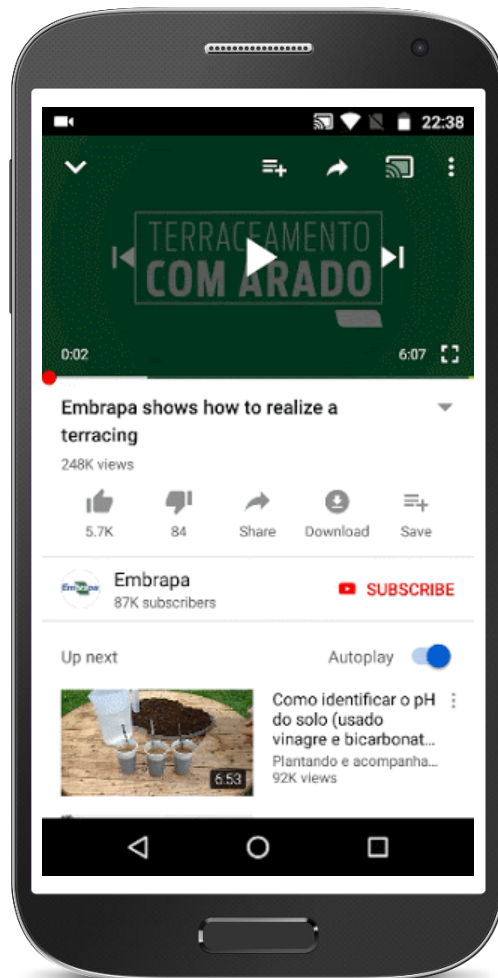 22:38
TERRACEAMENTO
COM ARADO
0:02
6:07
Embrapa shows how to realize a
terracing
248K views
5.7K
84
Share
Download
Save
Embrapa
Embrapa
87K subscribers
SUBSCRIBE
Up next
Autoplay
Como identificar o pH
do solo (usado
vinagre e bicarbonat...
Plantando e acompanha...
92K views
6:53